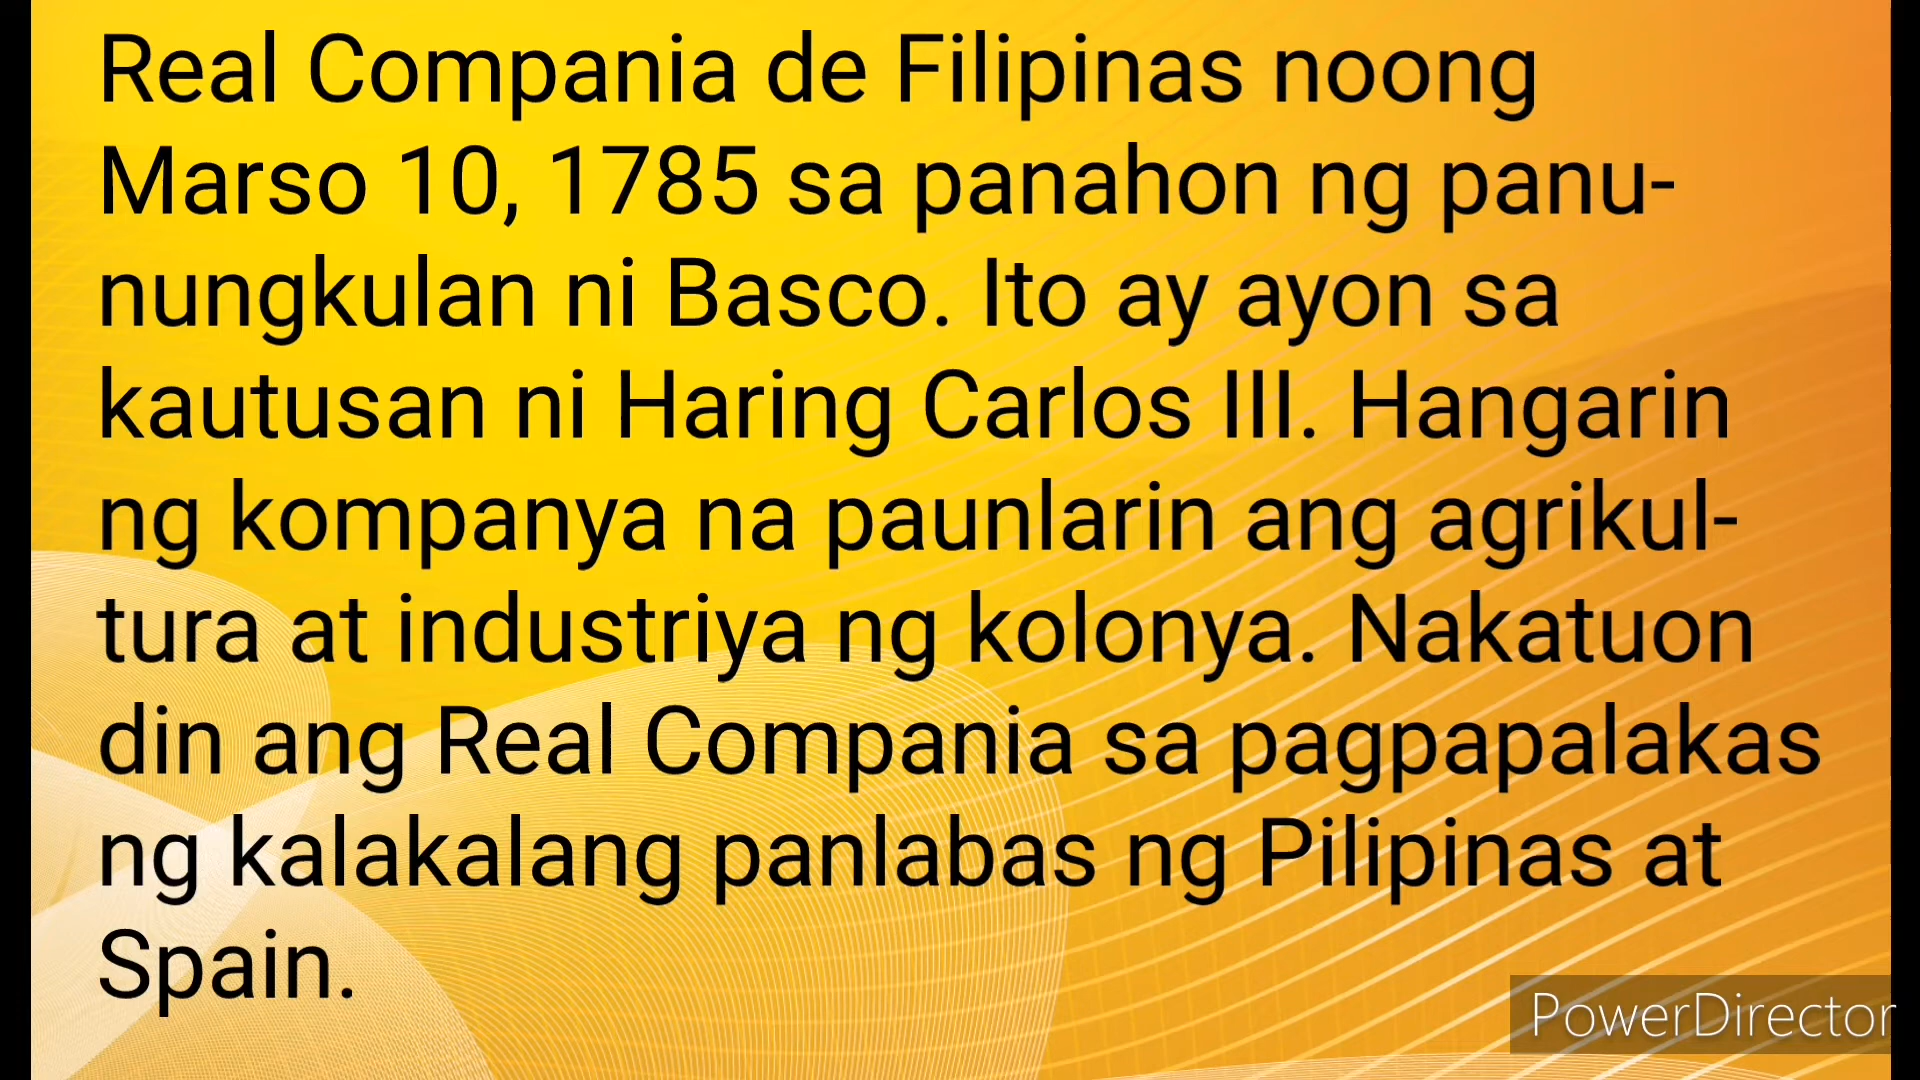 Real Compania de Filipinas noong
Marso 10, 1785 sa panahon ng panu-
nungkulan ni Basco. Ito ay ayon sa
kautusan ni Haring Carlos III. Hangarin
ng kompanya na paunlarin ang agrikul-
tura at industriya ng kolonya. Nakatuon
din ang Real Compania sa pagpapalakas
ng kalakalang panlabas ng Pilipinas at
Spain.
PowerDirector